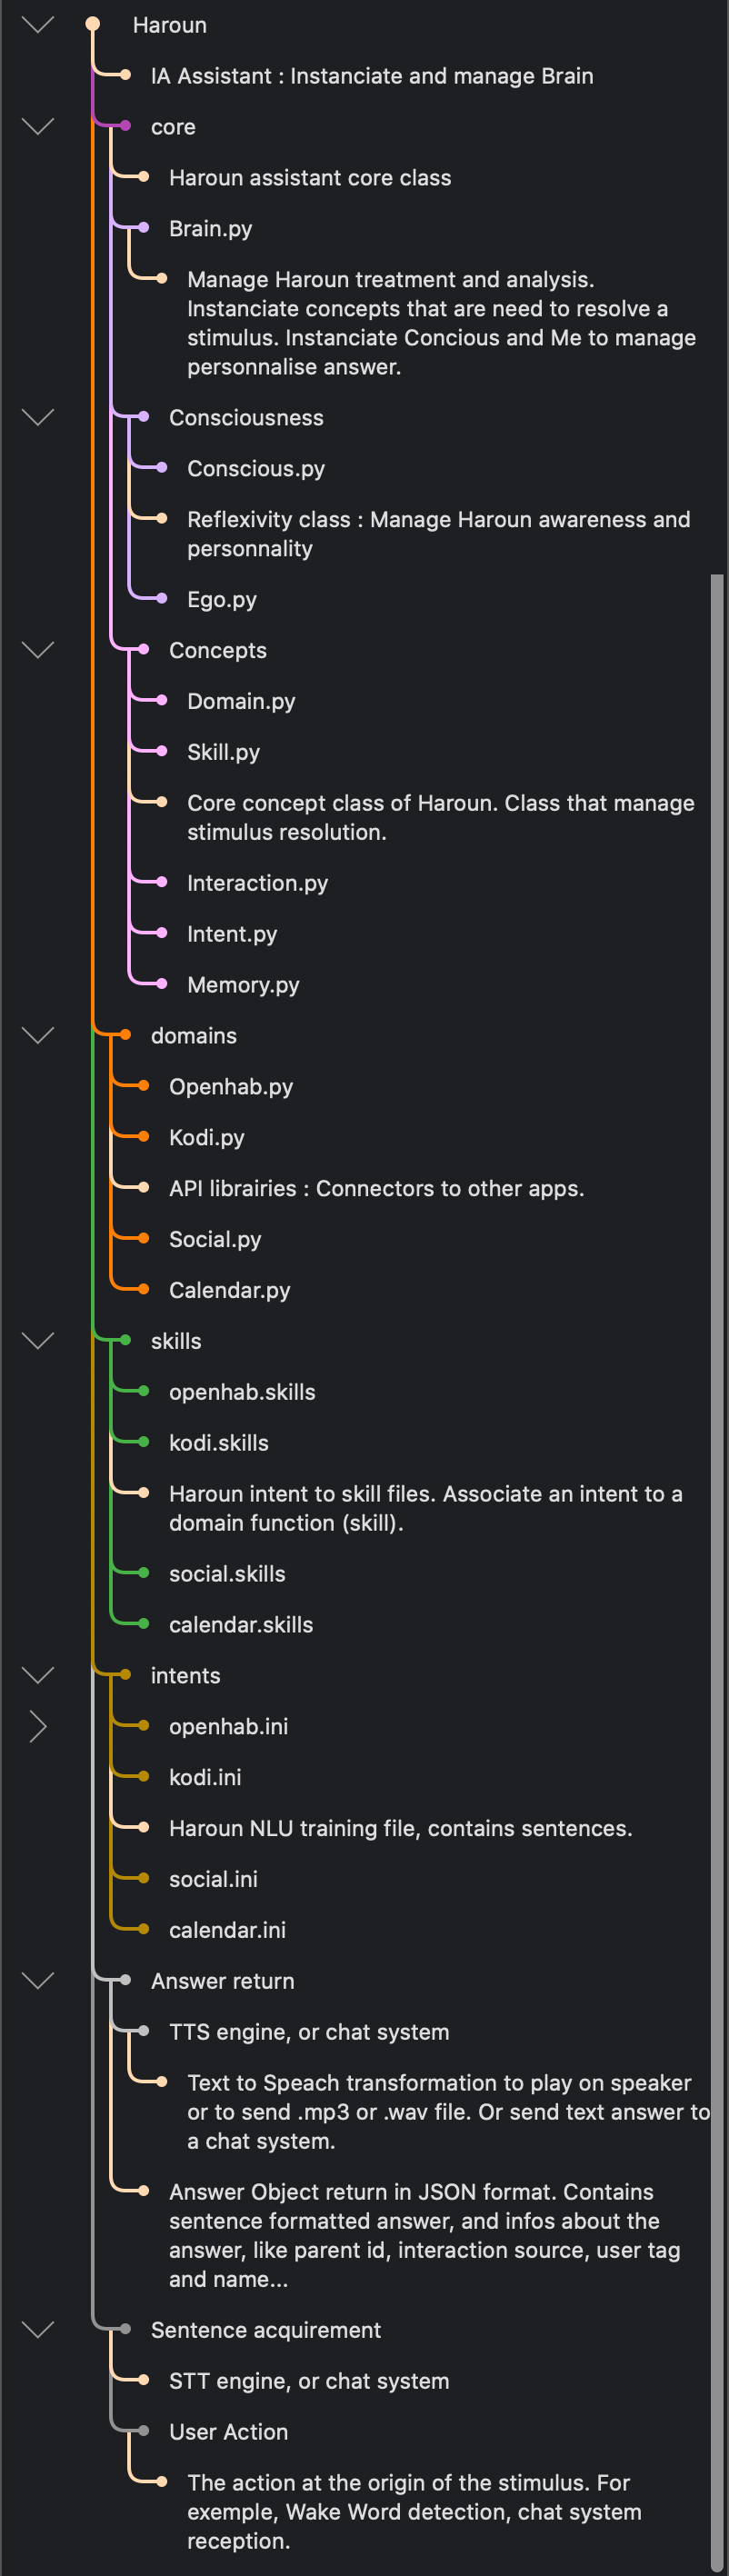 Haroun
IA Assistant : Instanciate and manage Brain
core
Haroun assistant core class
Brain.py
Manage Haroun treatment and analysis.
Instanciate concepts that are need to resolve a
stimulus. Instanciate Concious and Me to manage
personnalise answer.
Consciousness
Conscious.py
Reflexivity class : Manage Haroun awareness and
personnality
Ego.py
Concepts
Domain.py
Skill.py
Core concept class of Haroun. Class that manage
stimulus resolution.
Interaction.py
Intent.py
Memory.py
domains
Openhab.py
Kodi.py
API librairies : Connectors to other apps.
Social.py
Calendar.py
skills
openhab.skills
kodi.skills
Haroun intent to skill files. Associate an intent to a
domain function (skill).
social.skills
calendar.skills
intents
openhab.ini
kodi.ini
Haroun NLU training file, contains sentences.
social.ini
calendar.ini
Answer return
TTS engine, or chat system
Text to Speach transformation to play on speaker
or to send .mp3 or .wav file. Or send text answer to
a chat system.
Answer Object return in JSON format. Contains
sentence formatted answer, and infos about the
answer, like parent id, interaction source, user tag
and name...
Sentence acquirement
STT engine, or chat system
User Action
The action at the origin of the stimulus. For
exemple, Wake Word detection, chat system
reception.